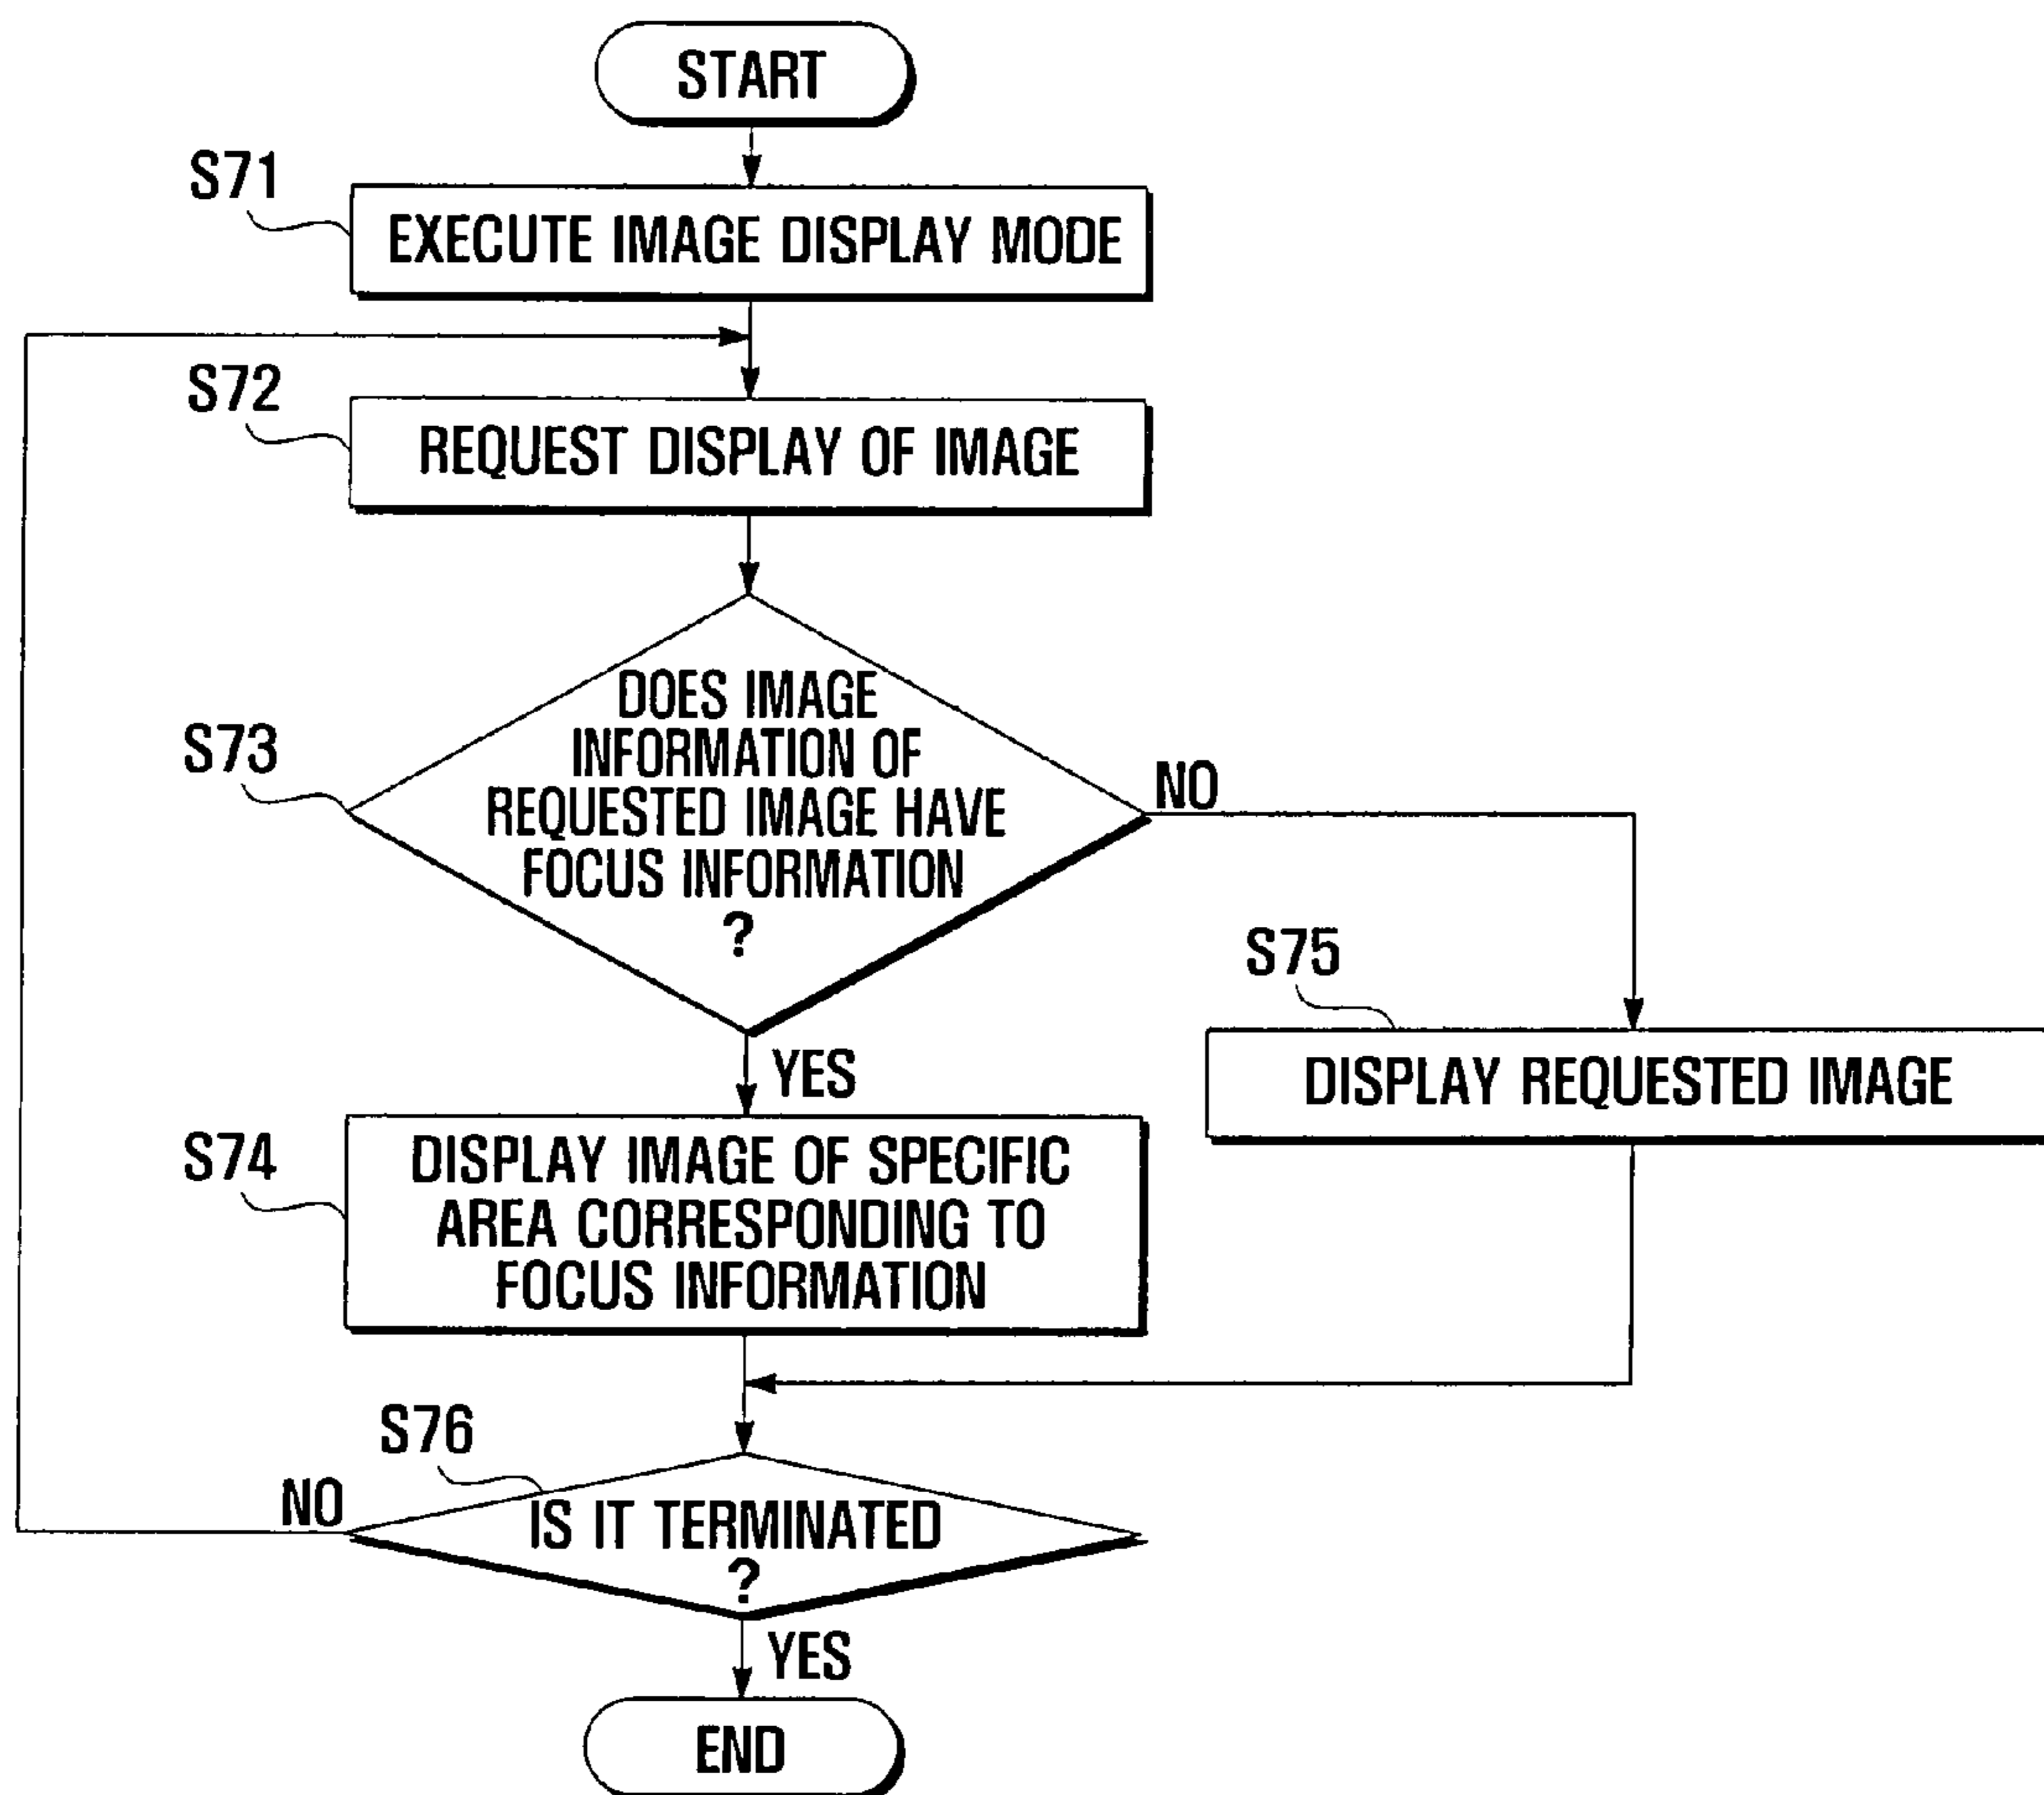 START
S71
EXECUTE IMAGE DISPLAY MODE
S72
REQUEST DISPLAY OF IMAGE
S73
DOES IMAGE
INFORMATION OF
REQUESTED IMAGE HAVE
FOCUS INFORMATION
?
NO
YES
S75
DISPLAY REQUESTED IMAGE
S74
DISPLAY IMAGE OF SPECIFIC
AREA CORRESPONDING TO
FOCUS INFORMATION
S76
NO
IS IT TERMINATED
?
YES
END